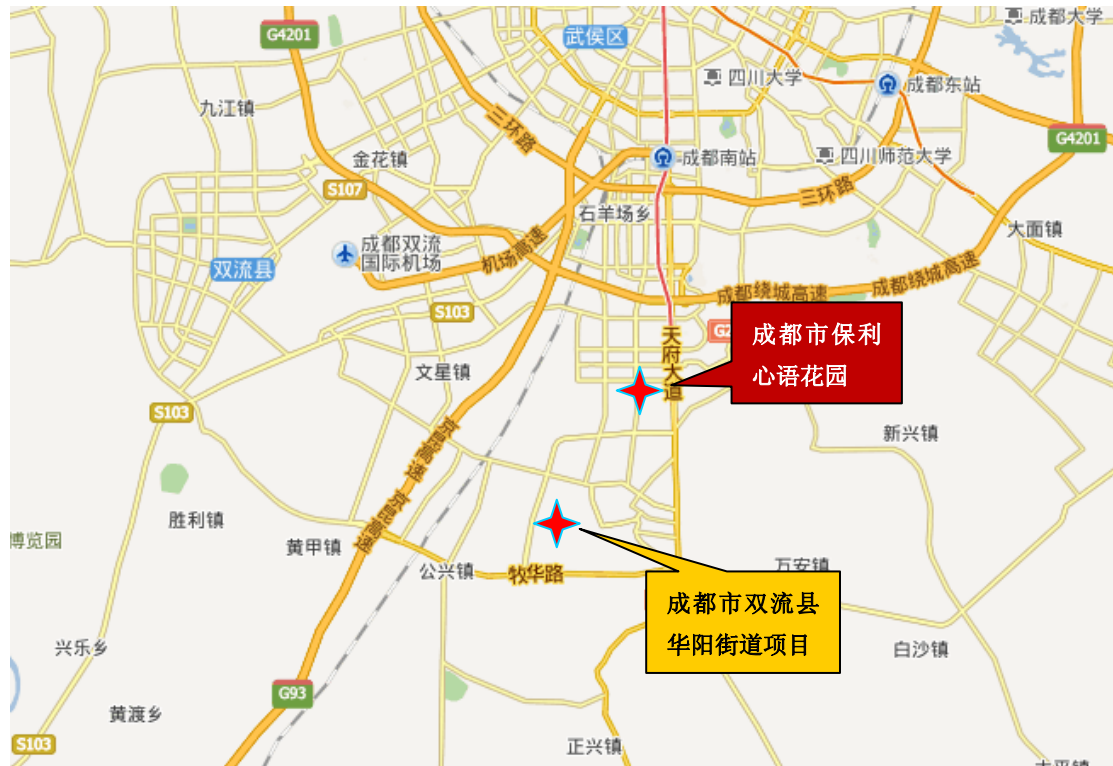 成都大学
G4201
武侯区
四川大学
成都东站
九江镇
三环路
G4201
金花镇
成都南站
四川师范大学
S107
三环路
石羊场乡
大面镇
成都双流
国际机场
机场高速
双流县
成都绕城高速
成都绕城高速
S103
天府大道
成都市保利
心语花园
文星镇
S103
新兴镇
京昆高速
胜利镇
京昆高速
博览园
黄甲镇
公兴镇
牧华路
万安镇
成都市双流县
华阳街道项目
兴乐乡
白沙镇
G93
黄渡乡
S103
正兴镇